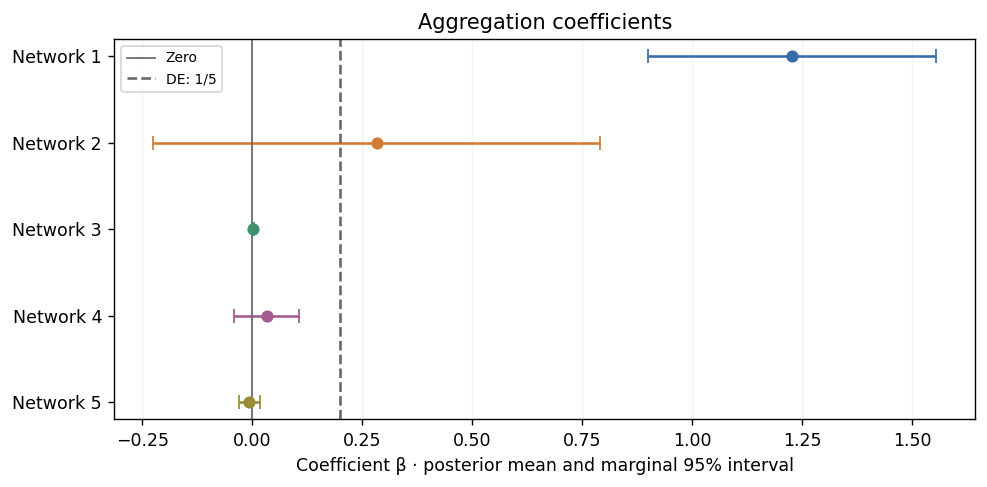 Aggregation coefficients
Zero
DE: 1/5
Network 1
Network 2
Network 3
Network 4
Network 5
−0.25 0.00 0.25 0.50 0.75 1.00 1.25 1.50
Coefficient β · posterior mean and marginal 95% interval